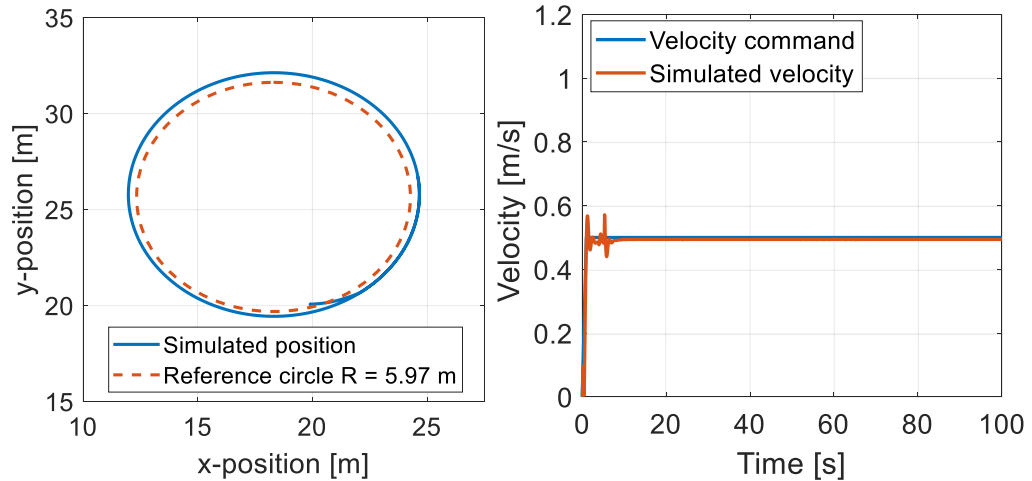 35
30
25
20
15
10
15
20
25
y-position [m]
x-position [m]
Simulated position
Reference circle R = 5.97 m
1.2
1
0.8
0.6
0.4
0.2
0
0
20
40
60
80
100
Velocity [m/s]
Time [s]
Velocity command
Simulated velocity